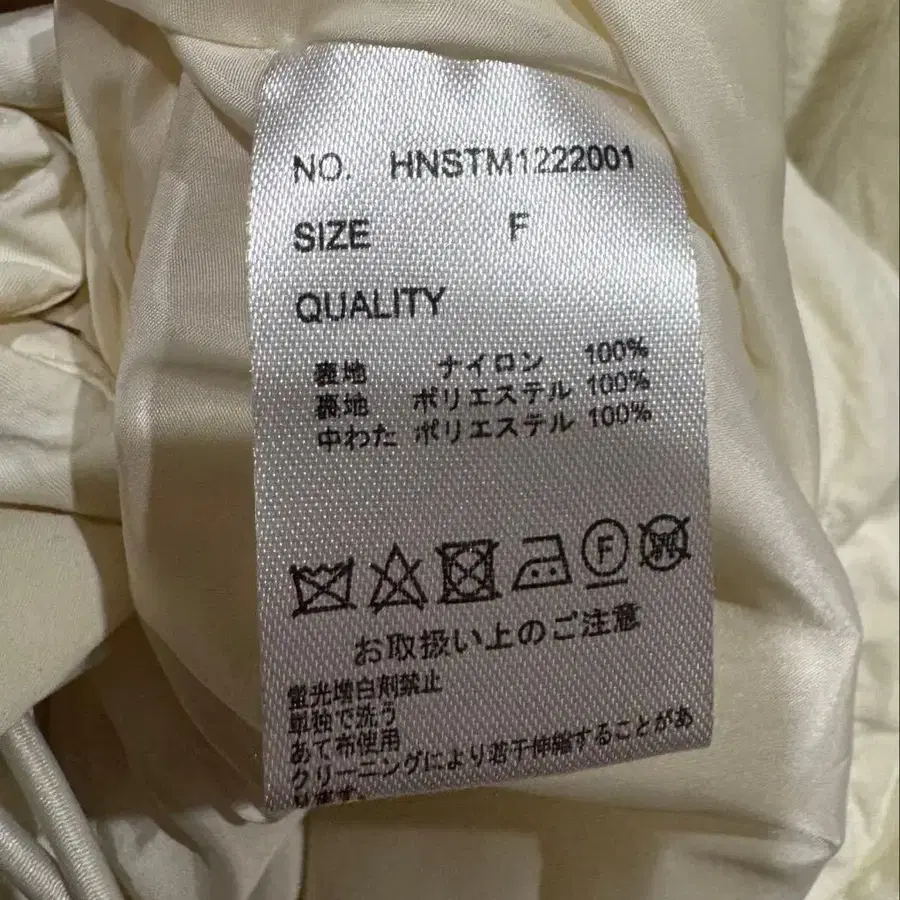 NO. HNSTM1222001
SIZE F
QUALITY
表地 ナイロン 100%
裏地 ポリエステル 100%
中わた ポリエステル 100%
F
お取扱い上のご注意
蛍光増白剤禁止
単独で洗う
あて布使用
クリーニングにより若干伸縮することがあ
ります